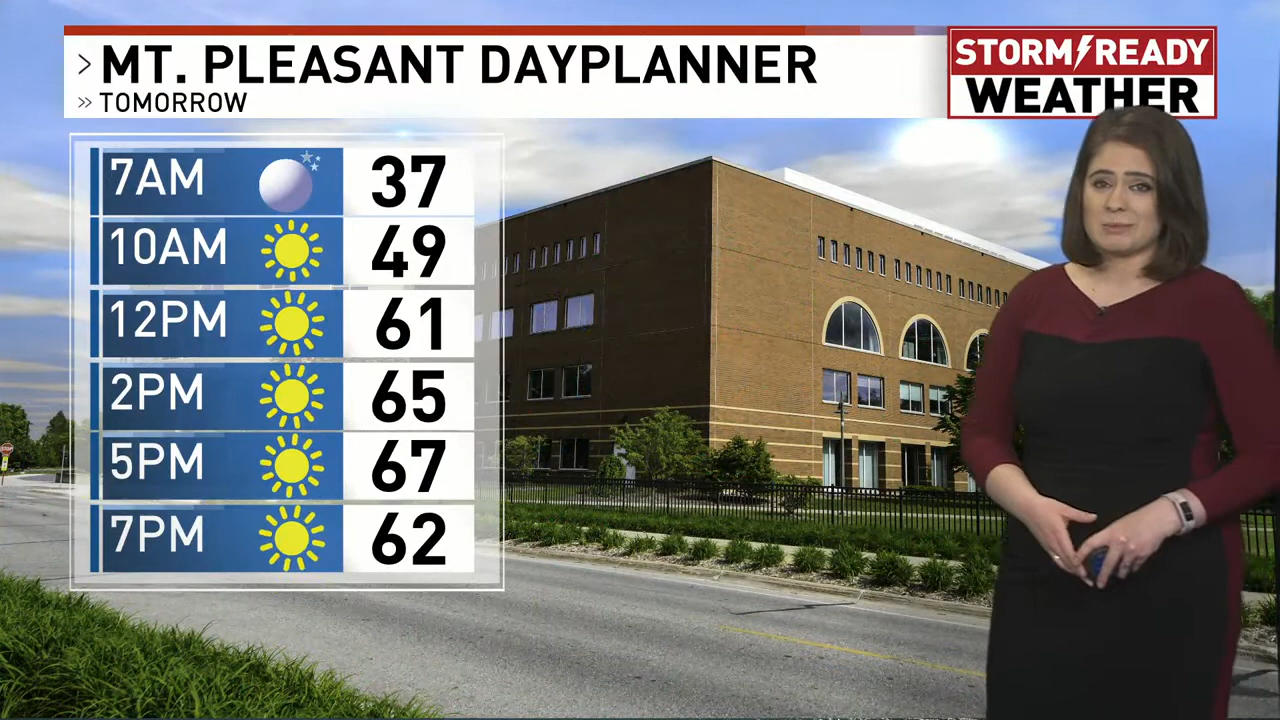 > MT. PLEASANT DAYPLANNER
» TOMORROW
STORM READY
WEATHER
7AM 37
10AM 49
12PM 61
2PM 65
5PM 67
7PM 62